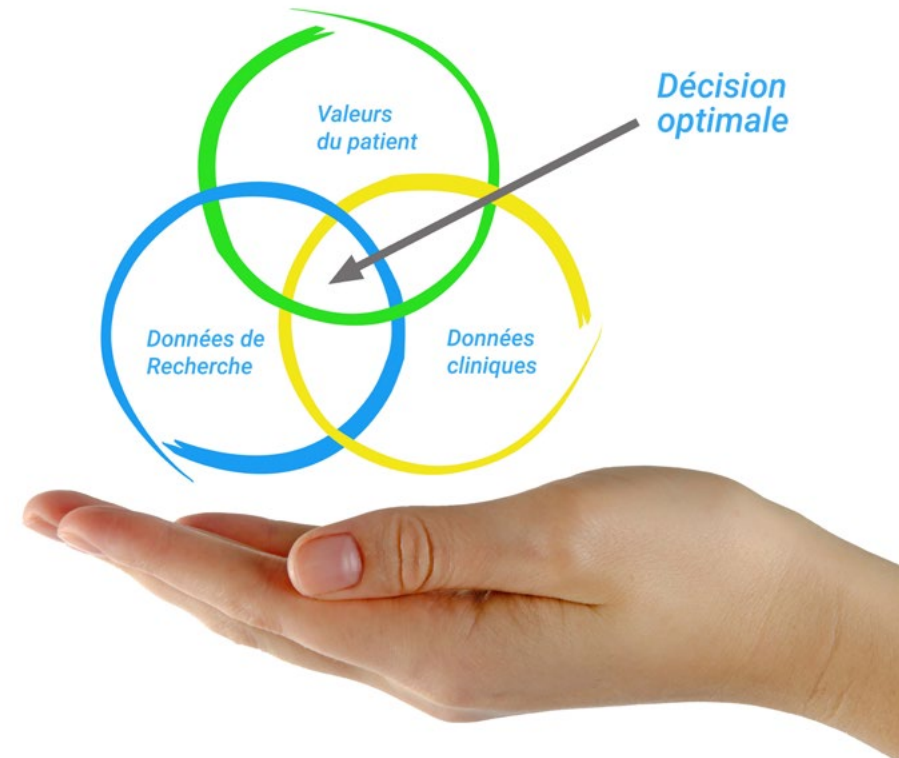 Décision
optimale
Valeurs
du patient
Données de
Recherche
Données
cliniques